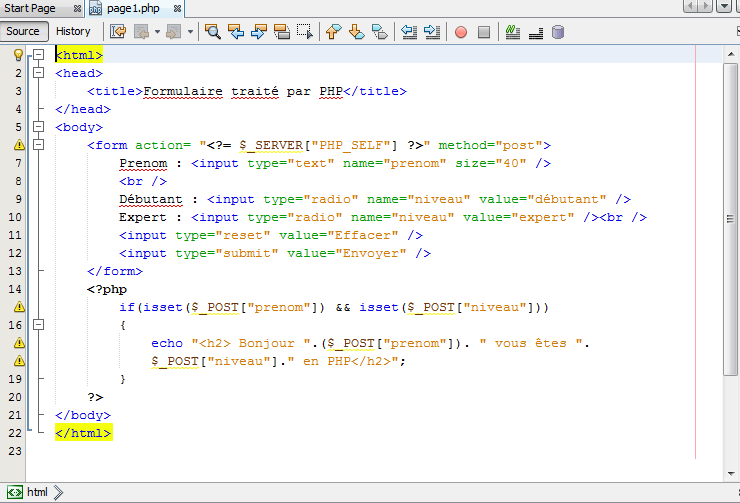 Start Page page1.php
Source History
<html>
2 <head>
3 <title>Formulaire traité par PHP</title>
4 </head>
5 <body>
<form action= "<?= $_SERVER["PHP_SELF"] ?>" method="post">
7 Prenom : <input type="text" name="prenom" size="40" />
8 <br />
9 Débutant : <input type="radio" name="niveau" value="débutant" />
10 Expert : <input type="radio" name="niveau" value="expert" /><br />
11 <input type="reset" value="Effacer" />
12 <input type="submit" value="Envoyer" />
13 </form>
14 <?php
if(isset($_POST["prenom"]) && isset($_POST["niveau"]))
16 {
echo "<h2> Bonjour ".($_POST["prenom"]). " vous êtes ".
$_POST["niveau"]." en PHP</h2>";
19 }
20 ?>
21 </body>
22 </html>
23
html